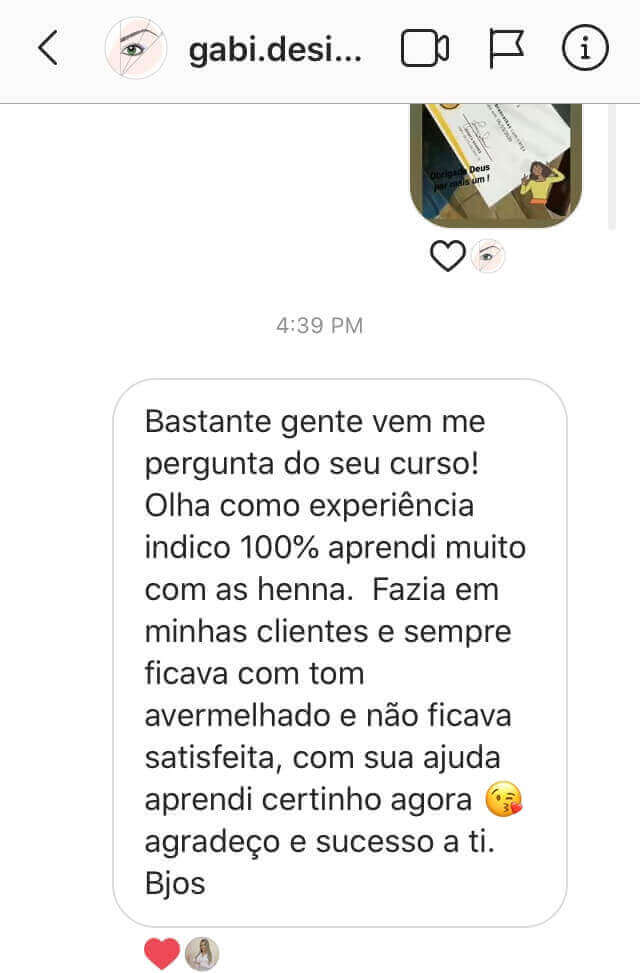 gabi.desi...
Obrigada Deus
por mais um !
4:39 PM
Bastante gente vem me
pergunta do seu curso!
Olha como experiência
indico 100% aprendi muito
com as henna.  Fazia em
minhas clientes e sempre
ficava com tom
avermelhado e não ficava
satisfeita, com sua ajuda
aprendi certinho agora 😘
agradeço e sucesso a ti.
Bjos